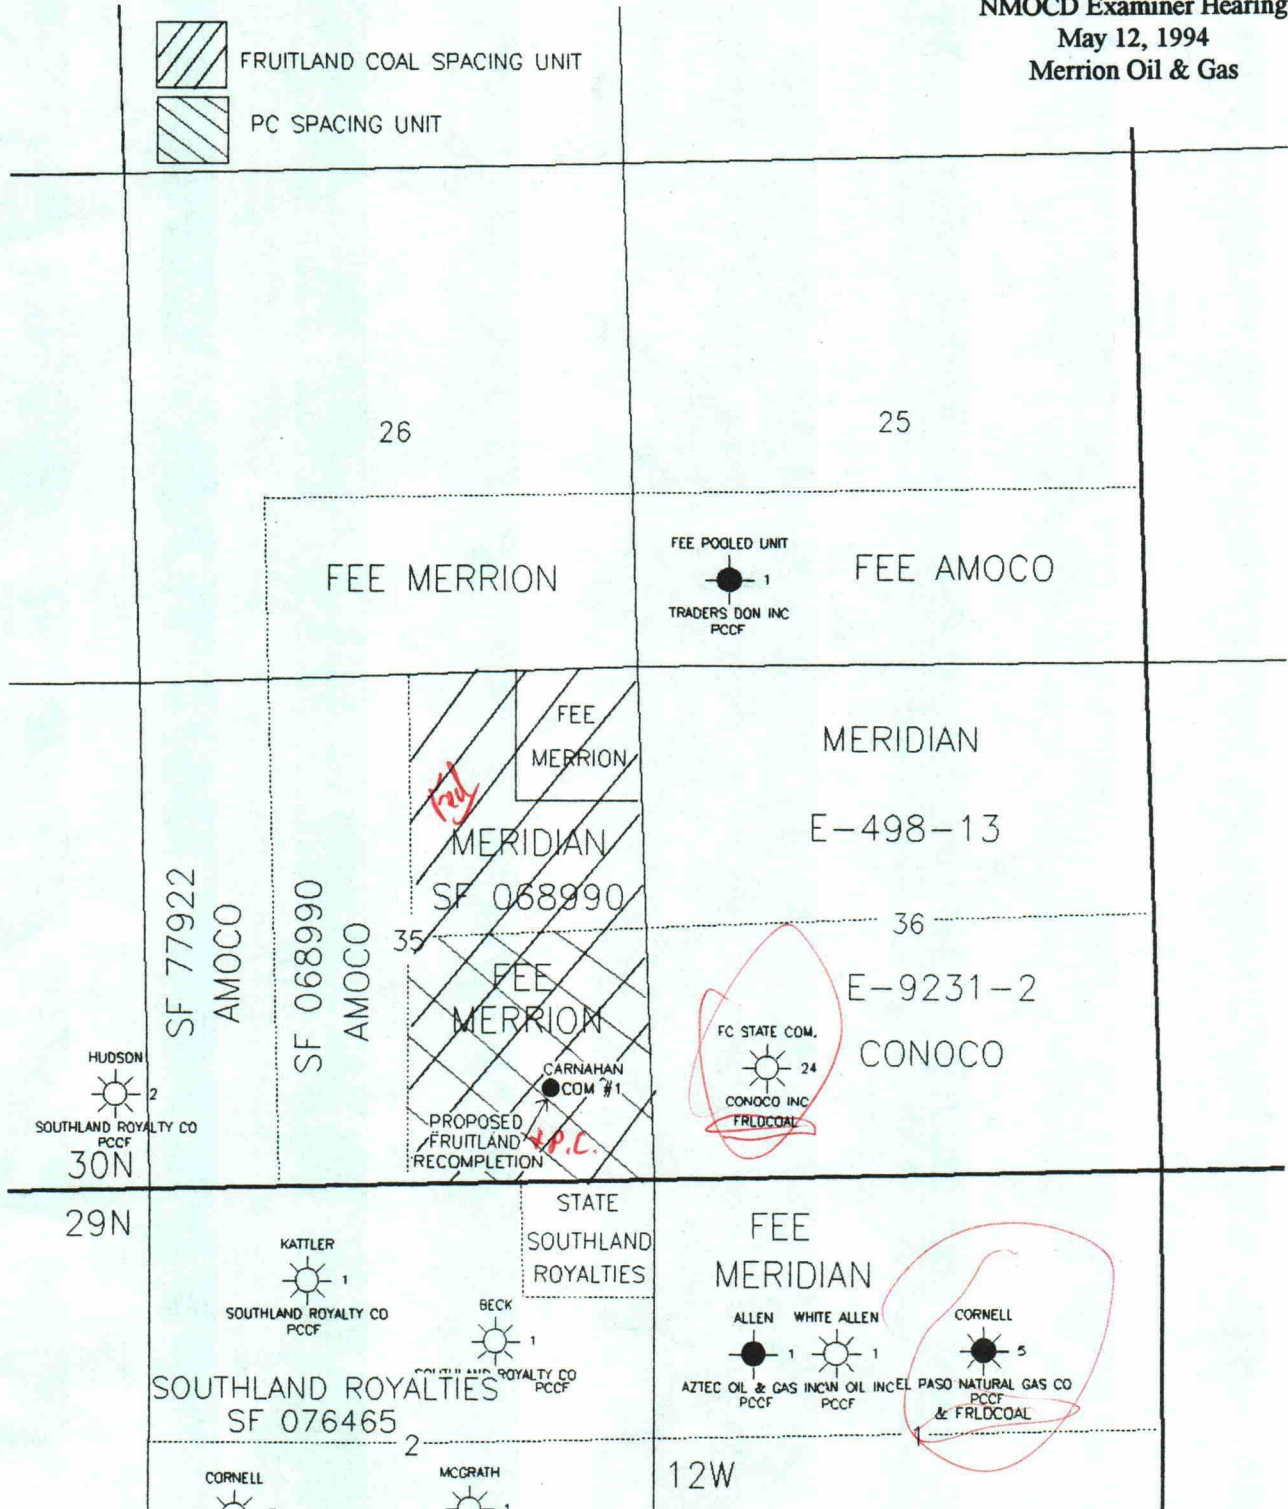 NMOCD Examiner Hearing
May 12, 1994
Merrion Oil & Gas
FRUITLAND COAL SPACING UNIT
PC SPACING UNIT
26
25
FEE MERRION
FEE POOLED UNIT
1
TRADERS DON INC
PCCF
FEE AMOCO
SF 77922
AMOCO
SF 068990
AMOCO
FEE
MERRION
MERIDIAN
SF 068990
35
FEE
MERRION
CARNAHAN
COM #1
PROPOSED
FRUITLAND
RECOMPLETION
+P.C.
MERIDIAN
E-498-13
36
E-9231-2
CONOCO
FC STATE COM.
24
CONOCO INC
FRLDCOAL
HUDSON
2
SOUTHLAND ROYALTY CO
PCCF
30N
29N
STATE
SOUTHLAND
ROYALTIES
KATTLER
1
SOUTHLAND ROYALTY CO
PCCF
BECK
1
SOUTHLAND ROYALTY CO
PCCF
SOUTHLAND ROYALTIES
SF 076465
2
FEE
MERIDIAN
ALLEN
1
AZTEC OIL & GAS INC
PCCF
WHITE ALLEN
1
N OIL INC
PCCF
CORNELL
5
EL PASO NATURAL GAS CO
PCCF
& FRLDCOAL
1
12W
CORNELL
MCGRATH
1